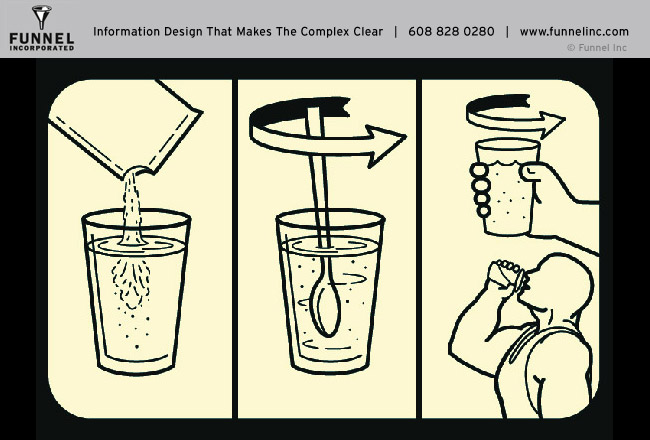 FUNNEL
INCORPORATED
Information Design That Makes The Complex Clear | 608 828 0280 | www.funnelinc.com
© Funnel Inc